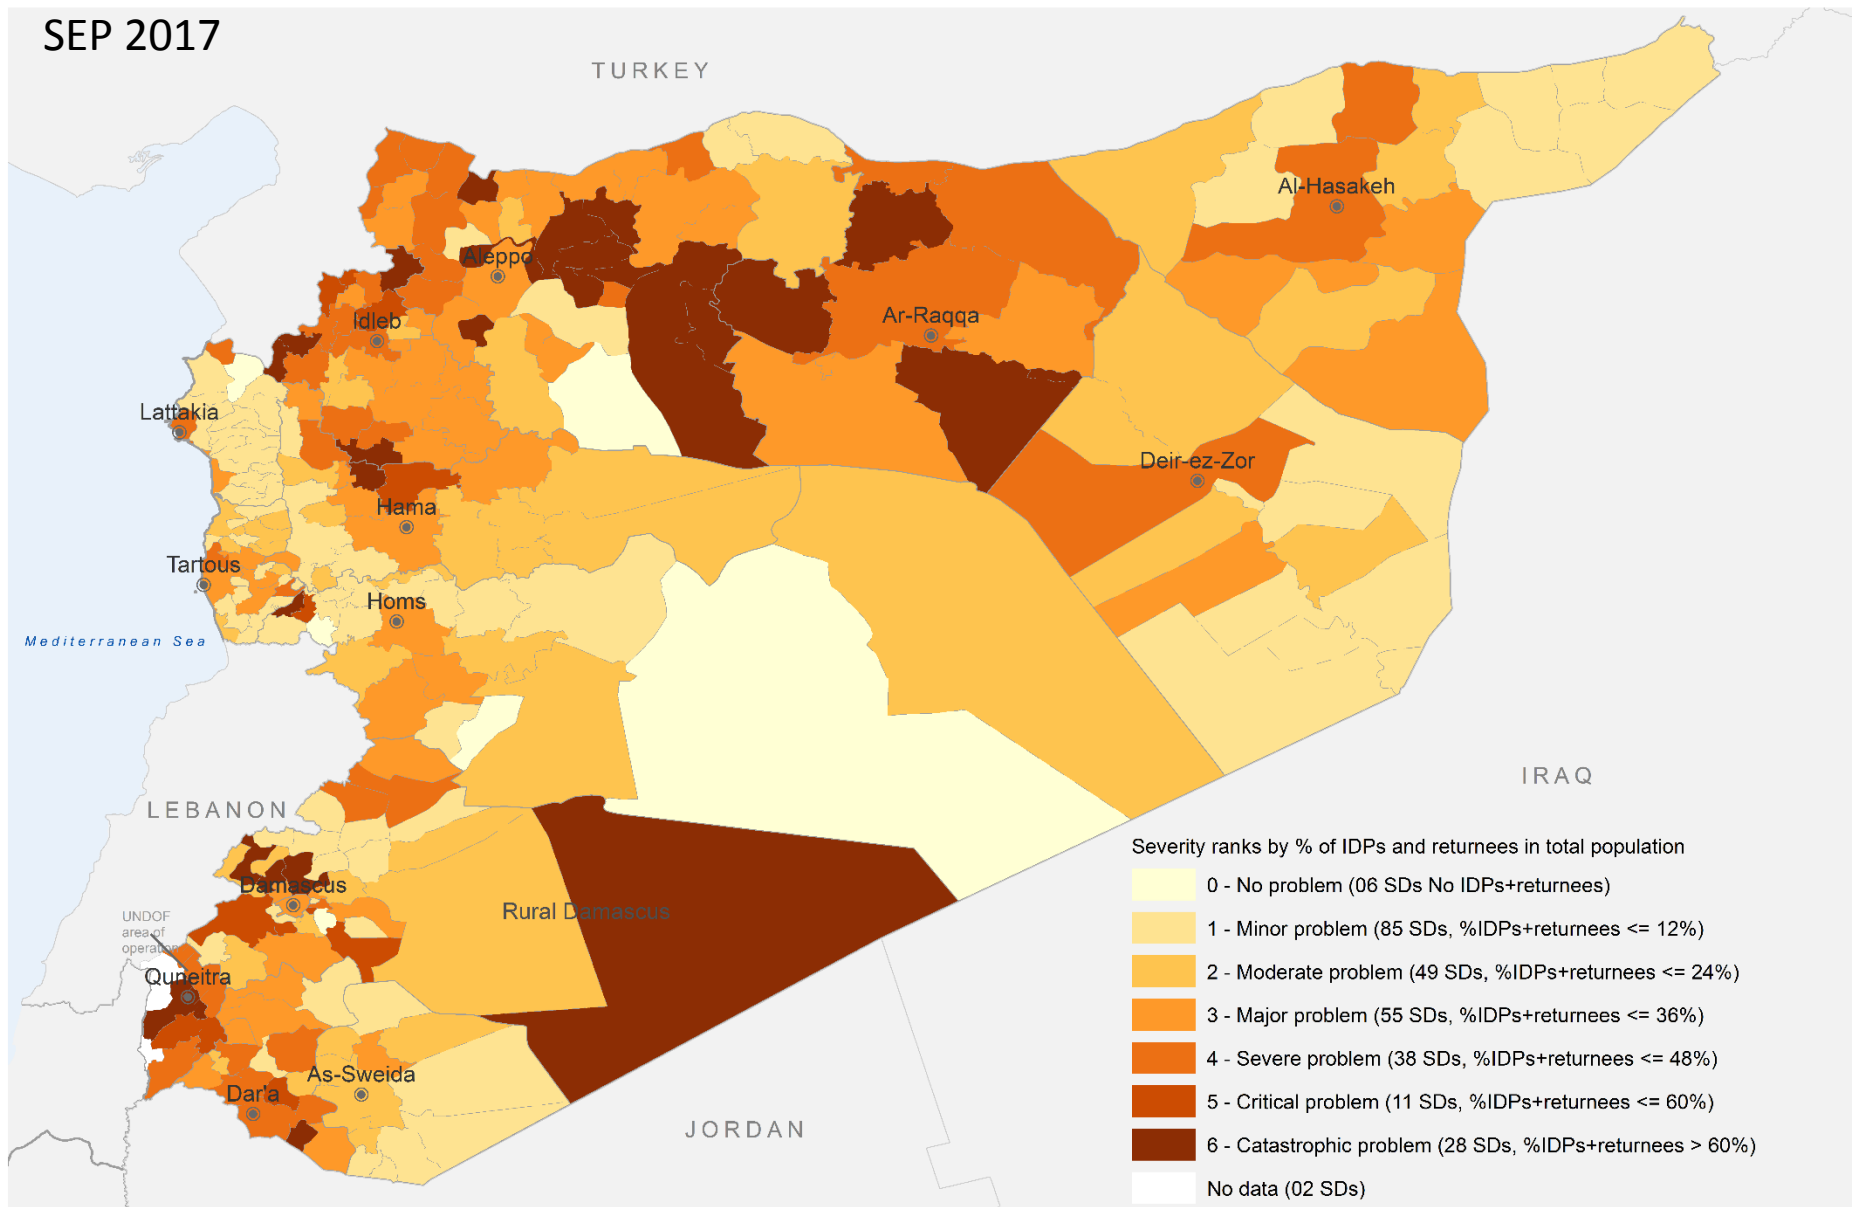 SEP 2017
TURKEY
Al-Hasakeh
Aleppo
Idleb
Ar-Raqqa
Lattakia
Deir-ez-Zor
Hama
Tartous
Homs
Mediterranean Sea
IRAQ
LEBANON
Damascus
Rural Damascus
UNDOF
area of
operation
Quneitra
As-Sweida
Dar'a
JORDAN
Severity ranks by % of IDPs and returnees in total population
0 - No problem (06 SDs No IDPs+returnees)
1 - Minor problem (85 SDs, %IDPs+returnees <= 12%)
2 - Moderate problem (49 SDs, %IDPs+returnees <= 24%)
3 - Major problem (55 SDs, %IDPs+returnees <= 36%)
4 - Severe problem (38 SDs, %IDPs+returnees <= 48%)
5 - Critical problem (11 SDs, %IDPs+returnees <= 60%)
6 - Catastrophic problem (28 SDs, %IDPs+returnees > 60%)
No data (02 SDs)